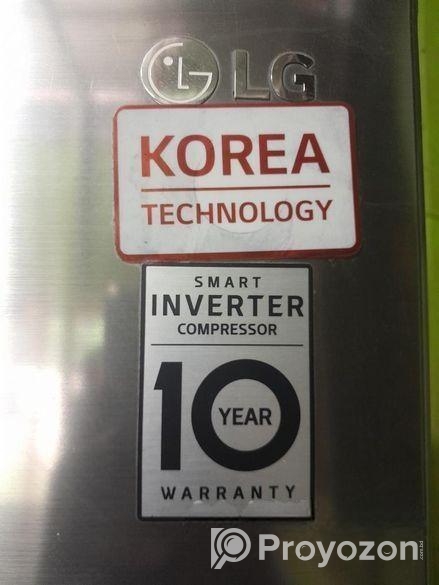 LG
KOREA
TECHNOLOGY
SMART
INVERTER
COMPRESSOR
10
YEAR
WARRANTY
Proyozon